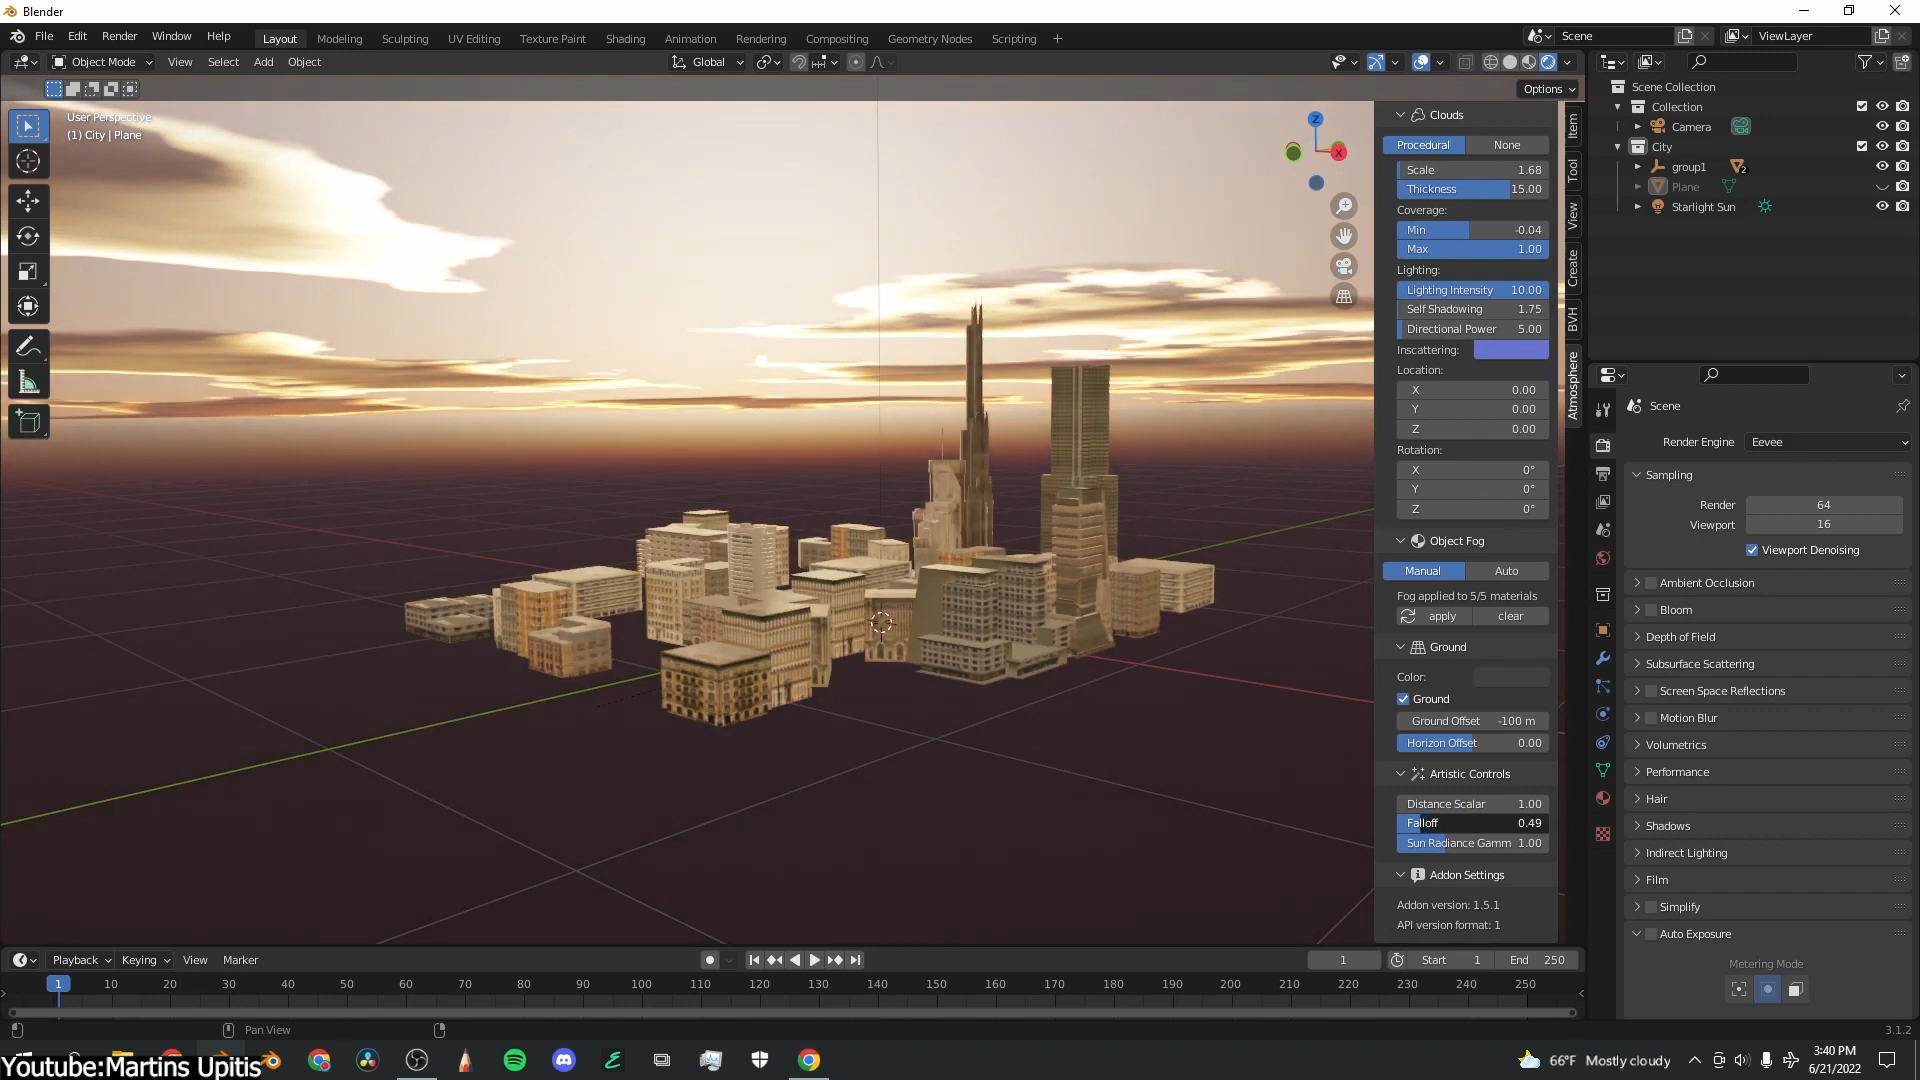 Blender
File Edit Render Window Help
Layout Modeling Sculpting UV Editing Texture Paint Shading Animation Rendering Compositing Geometry Nodes Scripting +
Scene
ViewLayer
Object Mode View Select Add Object
Global
Options
User Perspective
(1) City | Plane
Z
X
Item
Tool
View
Create
BVH
Atmosphere
Clouds
Procedural None
Scale 1.68
Thickness 15.00
Coverage:
Min -0.04
Max 1.00
Lighting:
Lighting Intensity 10.00
Self Shadowing 1.75
Directional Power 5.00
Inscattering:
Location:
X 0.00
Y 0.00
Z 0.00
Rotation:
X 0°
Y 0°
Z 0°
Object Fog
Manual Auto
Fog applied to 5/5 materials
apply clear
Ground
Color:
Ground
Ground Offset -100 m
Horizon Offset 0.00
Artistic Controls
Distance Scalar 1.00
Falloff 0.49
Sun Radiance Gamm 1.00
Addon Settings
Addon version: 1.5.1
API version format: 1
Scene Collection
Collection
Camera
City
group1 2
Plane
Starlight Sun
Scene
Render Engine Eevee
Sampling
Render 64
Viewport 16
Viewport Denoising
Ambient Occlusion
Bloom
Depth of Field
Subsurface Scattering
Screen Space Reflections
Motion Blur
Volumetrics
Performance
Hair
Shadows
Indirect Lighting
Film
Simplify
Auto Exposure
Metering Mode
Playback Keying View Marker
1 Start 1 End 250
1 10 20 30 40 50 60 70 80 90 100 110 120 130 140 150 160 170 180 190 200 210 220 230 240 250
Pan View
3.1.2
Youtube:Martins Upitis
66°F Mostly cloudy
3:40 PM
6/21/2022